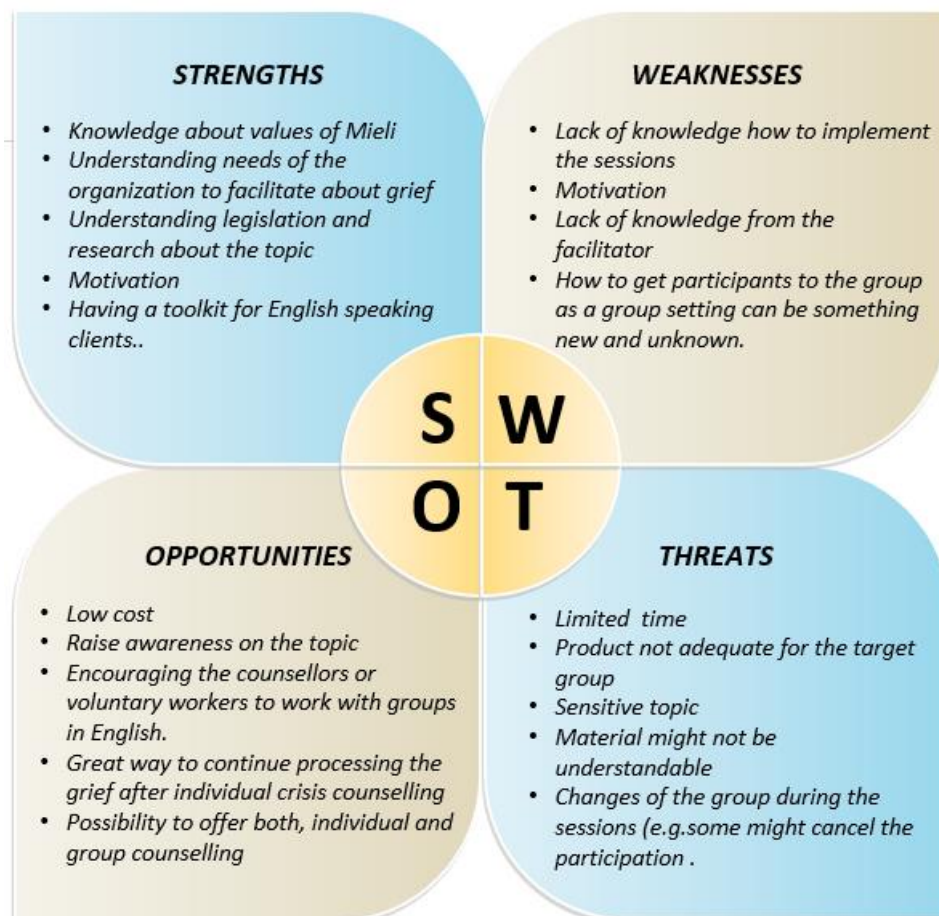 STRENGTHS
• Knowledge about values of Mieli
• Understanding needs of the
organization to facilitate about grief
• Understanding legislation and
research about the topic
• Motivation
• Having a toolkit for English speaking
clients..
WEAKNESSES
• Lack of knowledge how to implement
the sessions
• Motivation
• Lack of knowledge from the
facilitator
• How to get participants to the group
as a group setting can be something
new and unknown.
S W
O T
OPPORTUNITIES
• Low cost
• Raise awareness on the topic
• Encouraging the counsellors or
voluntary workers to work with groups
in English.
• Great way to continue processing the
grief after individual crisis counselling
• Possibility to offer both, individual and
group counselling
THREATS
• Limited  time
• Product not adequate for the target
group
• Sensitive topic
• Material might not be
understandable
• Changes of the group during the
sessions (e.g.some might cancel the
participation .